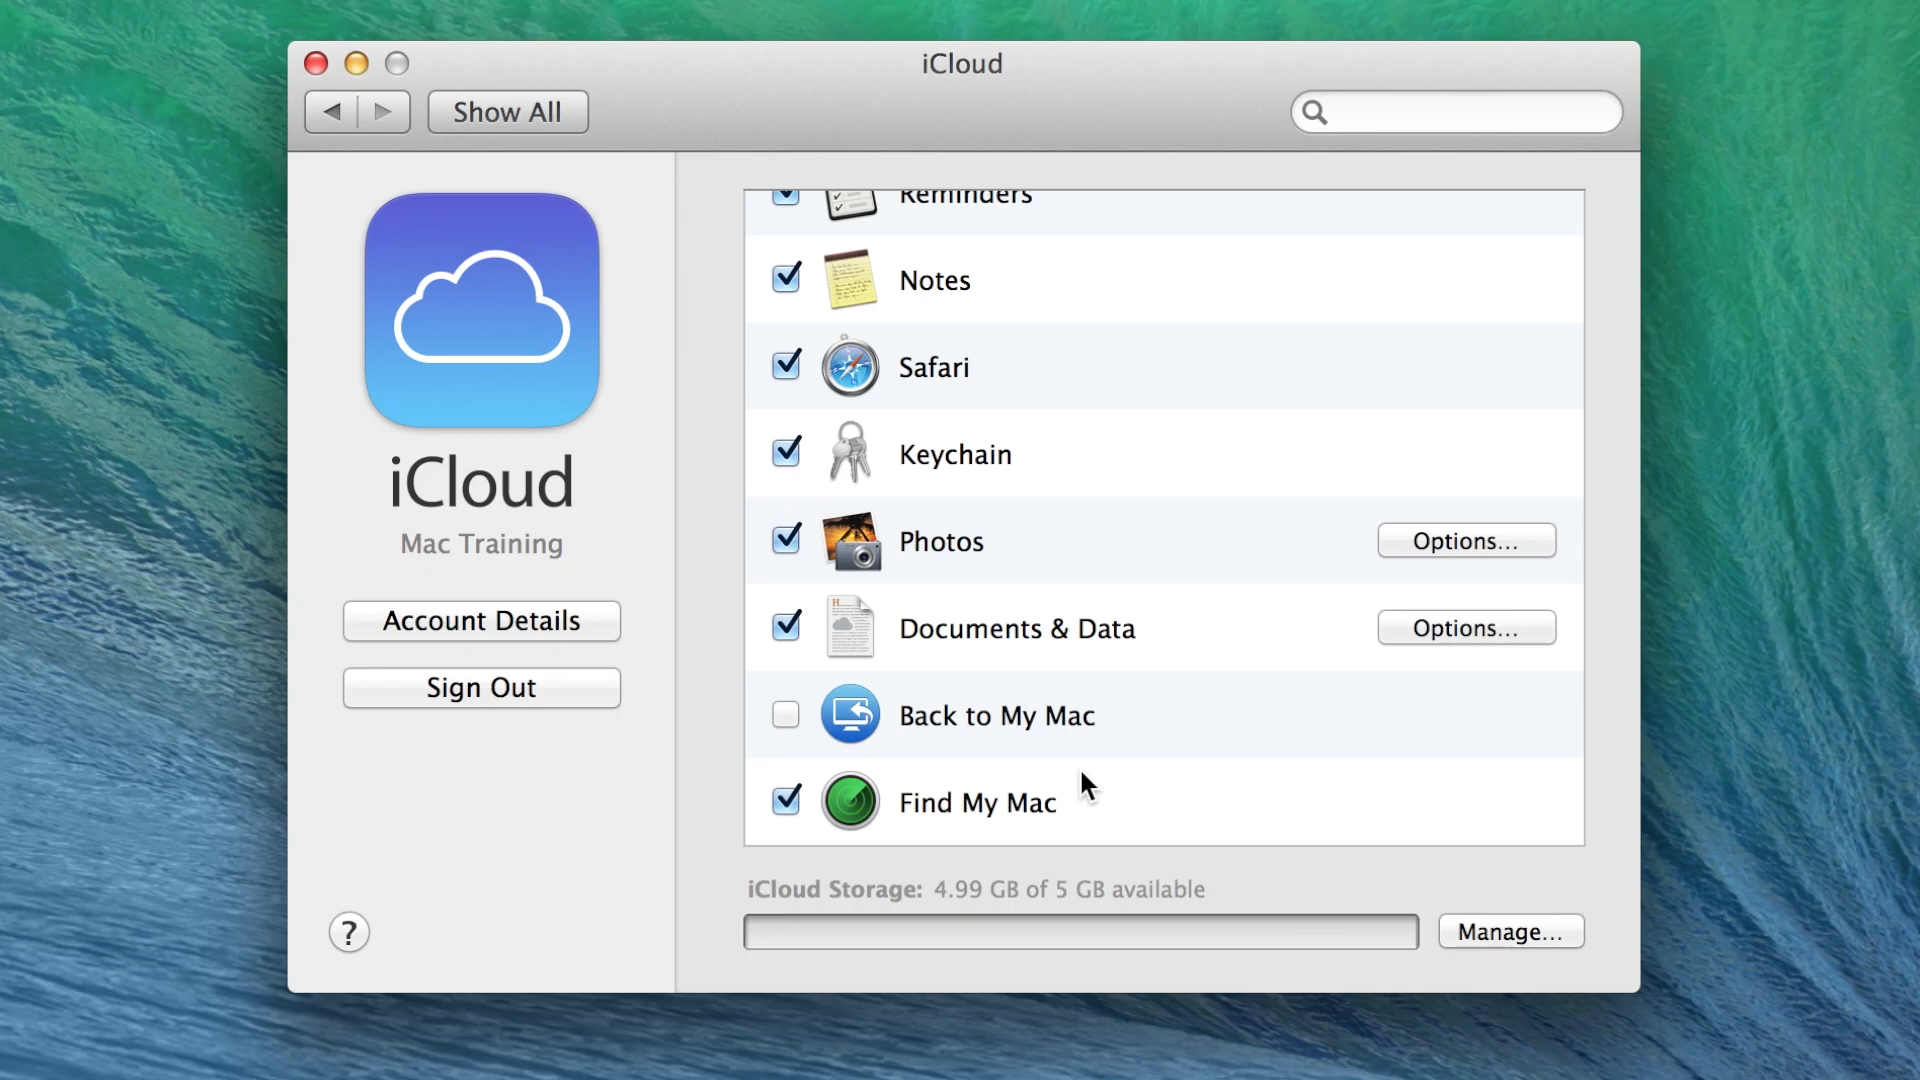 iCloud
Show All
iCloud
Mac Training
Account Details
Sign Out
?
Reminders
Notes
Safari
Keychain
Photos
Options...
Documents & Data
Options...
Back to My Mac
Find My Mac
iCloud Storage: 4.99 GB of 5 GB available
Manage...